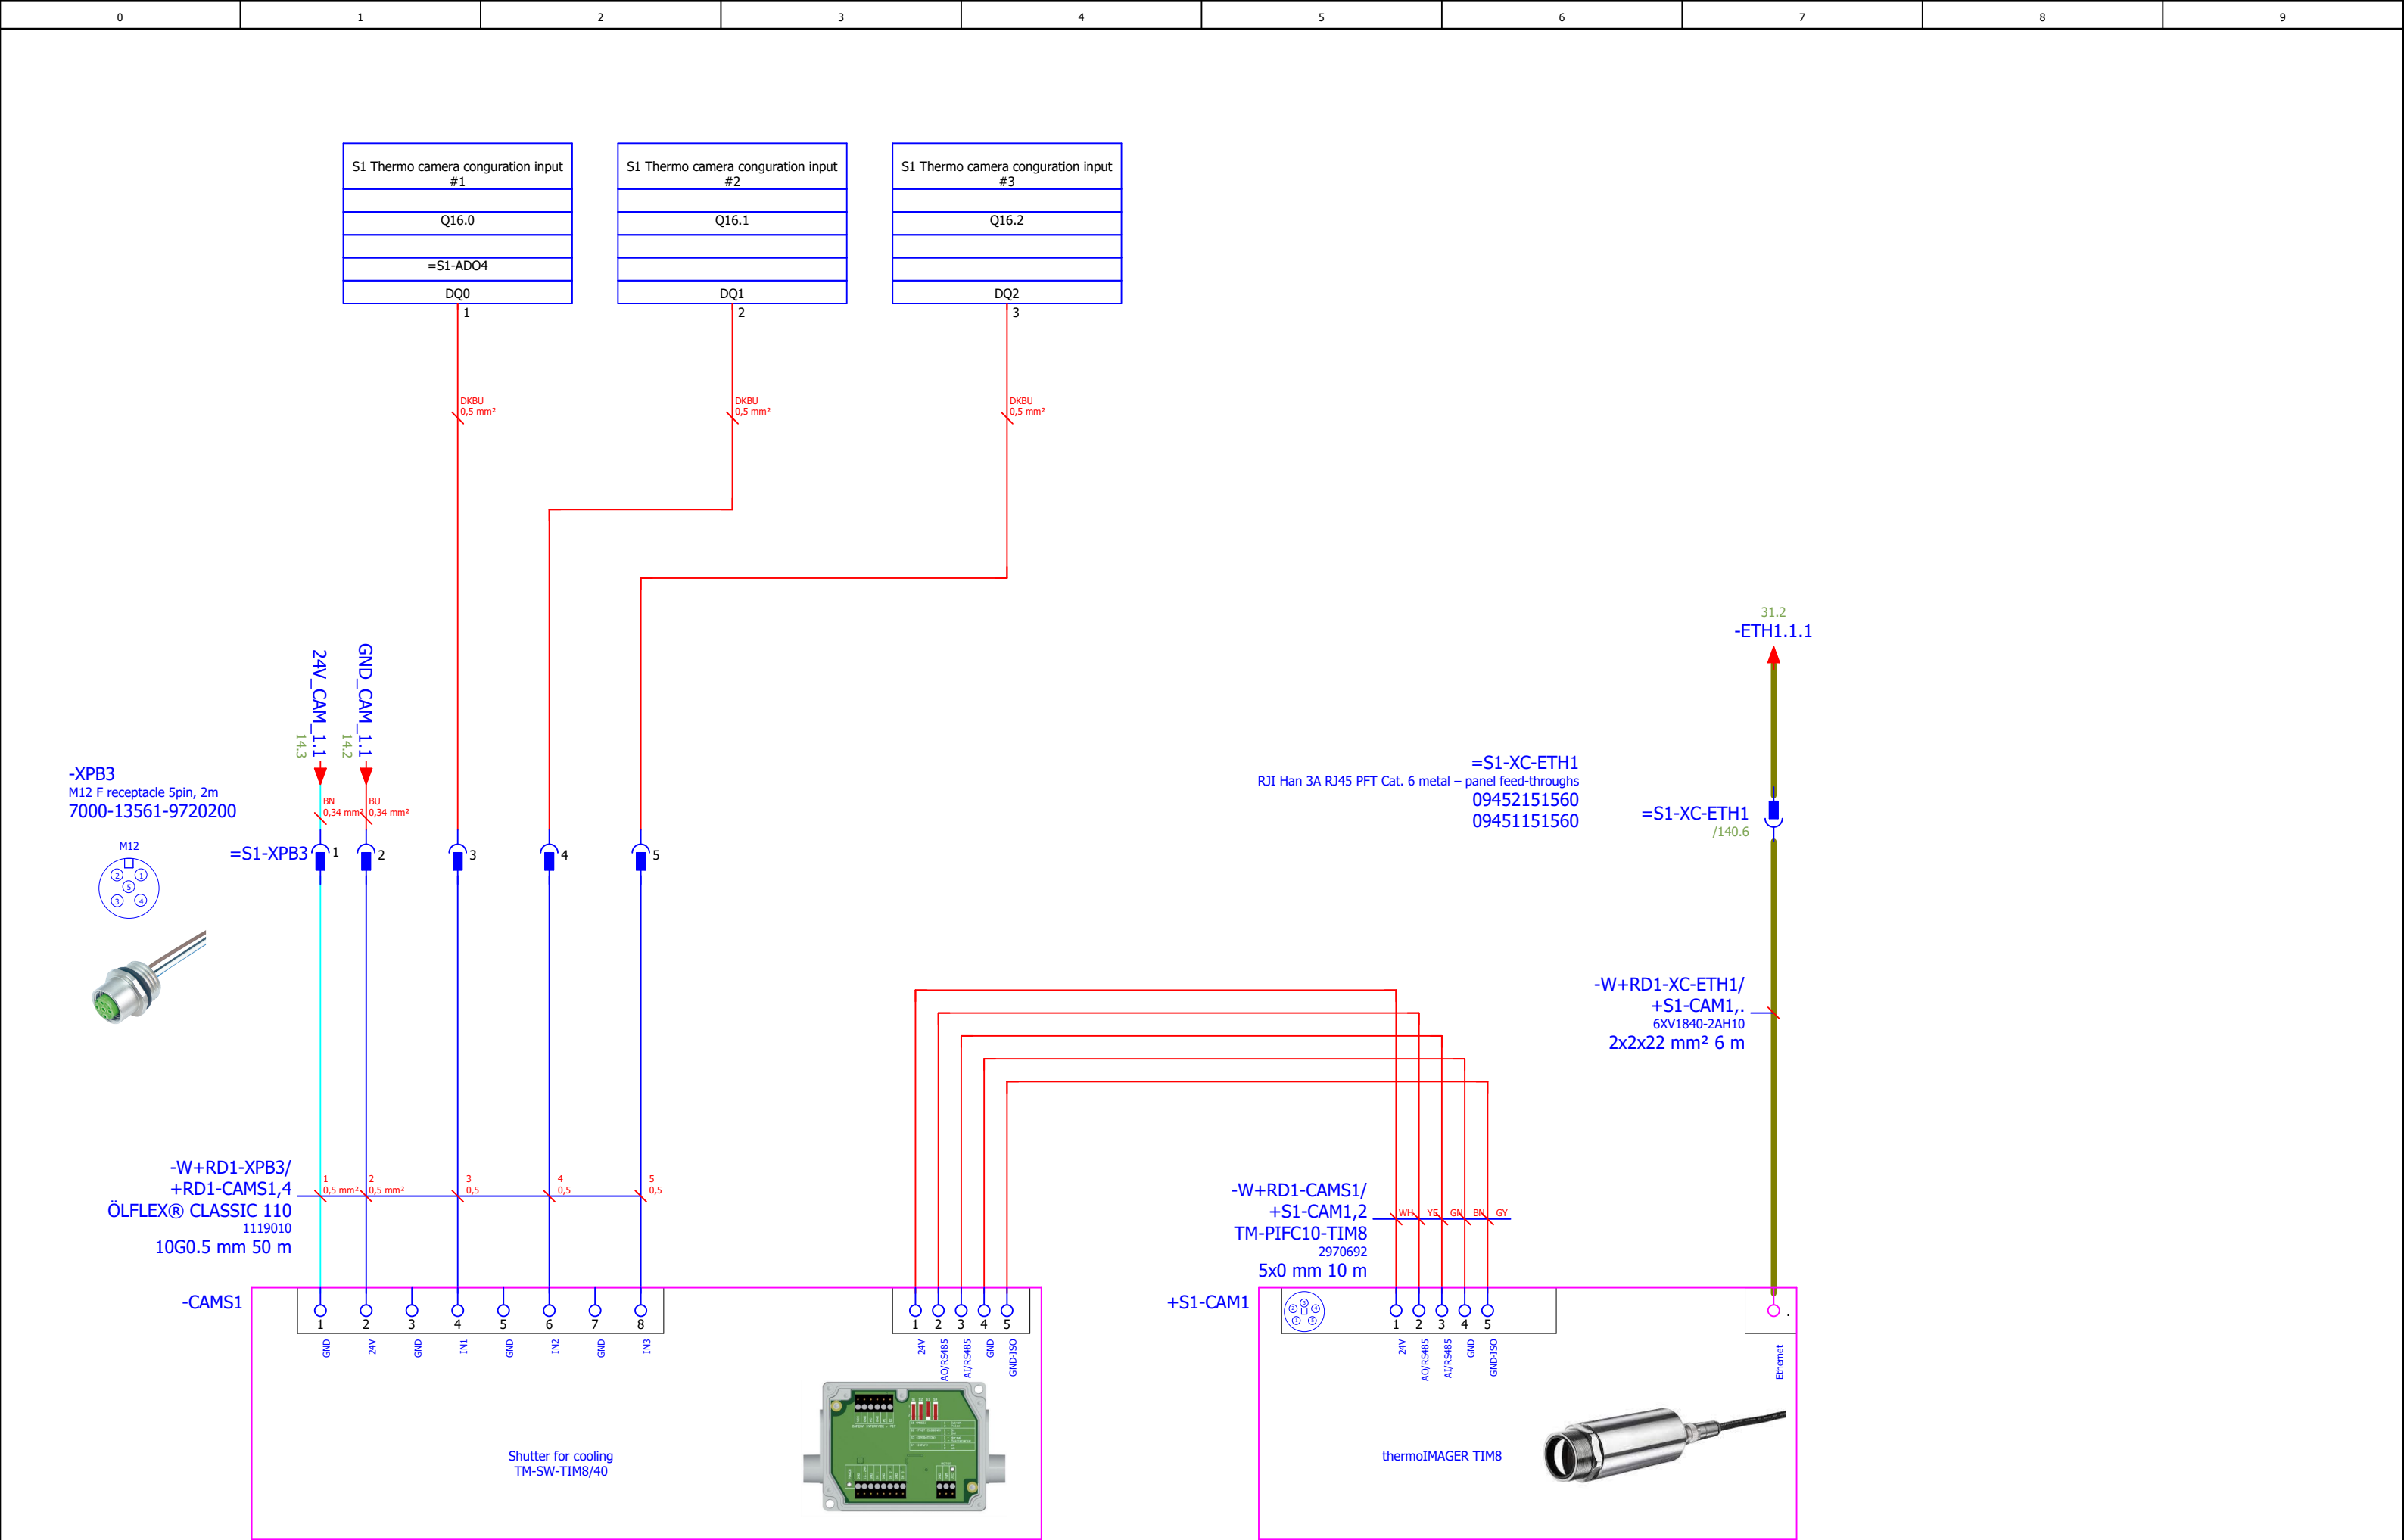 0 1 2 3 4 5 6 7 8 9
S1 Thermo camera conguration input
#1
Q16.0
=S1-ADO4
DQ0
1
S1 Thermo camera conguration input
#2
Q16.1
DQ1
2
S1 Thermo camera conguration input
#3
Q16.2
DQ2
3
DKBU
0,5 mm²
DKBU
0,5 mm²
DKBU
0,5 mm²
24V_CAM_1.1
14.3
GND_CAM_1.1
14.2
31.2
-ETH1.1.1
-XPB3
M12 F receptacle 5pin, 2m
7000-13561-9720200
M12
2 1
5
3 4
BN
0,34 mm²
BU
0,34 mm²
=S1-XPB3 1 2 3 4 5
=S1-XC-ETH1
RJI Han 3A RJ45 PFT Cat. 6 metal – panel feed-throughs
09452151560
09451151560
=S1-XC-ETH1
/140.6
-W+RD1-XC-ETH1/
+S1-CAM1,.
6XV1840-2AH10
2x2x22 mm² 6 m
-W+RD1-XPB3/
+RD1-CAMS1,4
ÖLFLEX® CLASSIC 110
1119010
10G0.5 mm 50 m
1
0,5 mm²
2
0,5 mm²
3
0,5
4
0,5
5
0,5
-W+RD1-CAMS1/
+S1-CAM1,2
TM-PIFC10-TIM8
2970692
5x0 mm 10 m
WH YE GN BN GY
-CAMS1
1 2 3 4 5 6 7 8
GND 24V GND IN1 GND IN2 GND IN3
1 2 3 4 5
24V AO/RS485 AI/RS485 GND GND-ISO
Shutter for cooling
TM-SW-TIM8/40
+S1-CAM1
2 3 4
1 5
1 2 3 4 5 .
24V AO/RS485 AI/RS485 GND GND-ISO Ethernet
thermoIMAGER TIM8